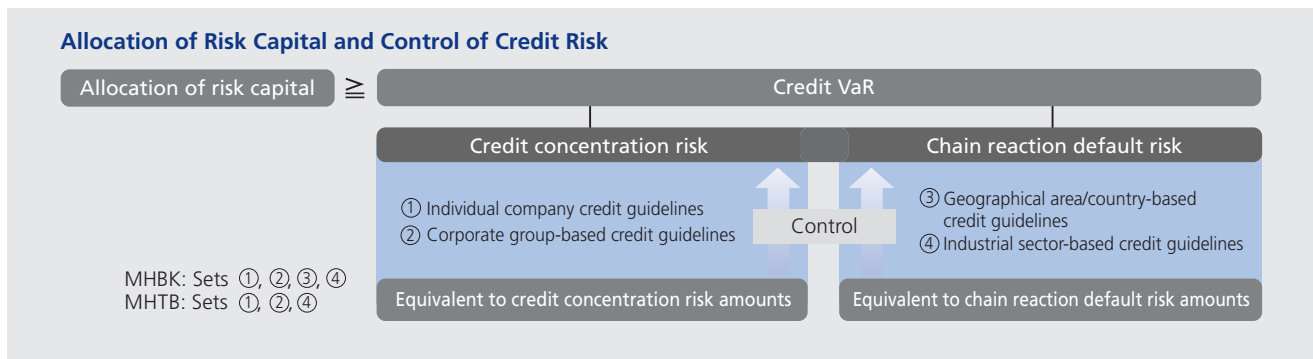 Allocation of Risk Capital and Control of Credit Risk
Allocation of risk capital ≧ Credit VaR
Credit concentration risk
Chain reaction default risk
① Individual company credit guidelines
② Corporate group-based credit guidelines
Control
③ Geographical area/country-based
credit guidelines
④ Industrial sector-based credit guidelines
MHBK: Sets ①, ②, ③, ④
MHTB: Sets ①, ②, ④
Equivalent to credit concentration risk amounts
Equivalent to chain reaction default risk amounts